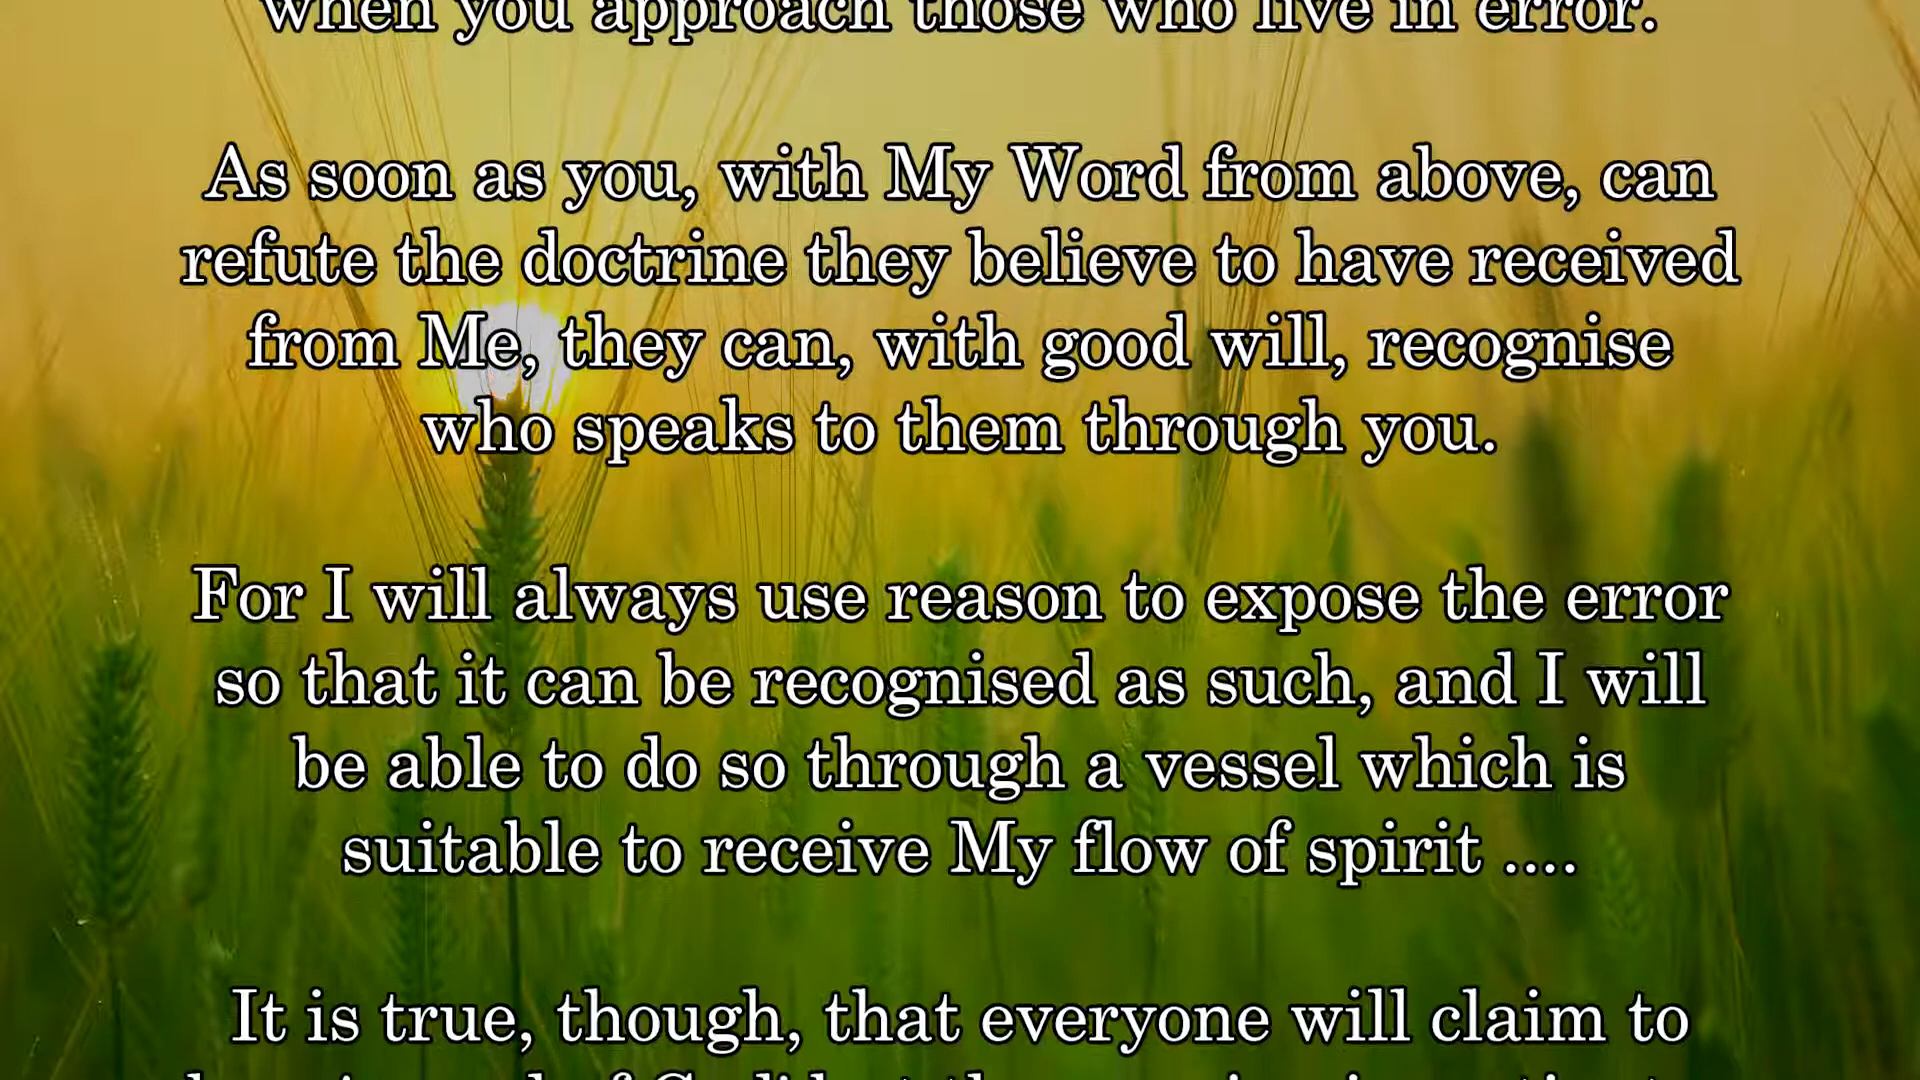 when you approach those who live in error.
As soon as you, with My Word from above, can
refute the doctrine they believe to have received
from Me, they can, with good will, recognise
who speaks to them through you.
For I will always use reason to expose the error
so that it can be recognised as such, and I will
be able to do so through a vessel which is
suitable to receive My flow of spirit ....
It is true, though, that everyone will claim to